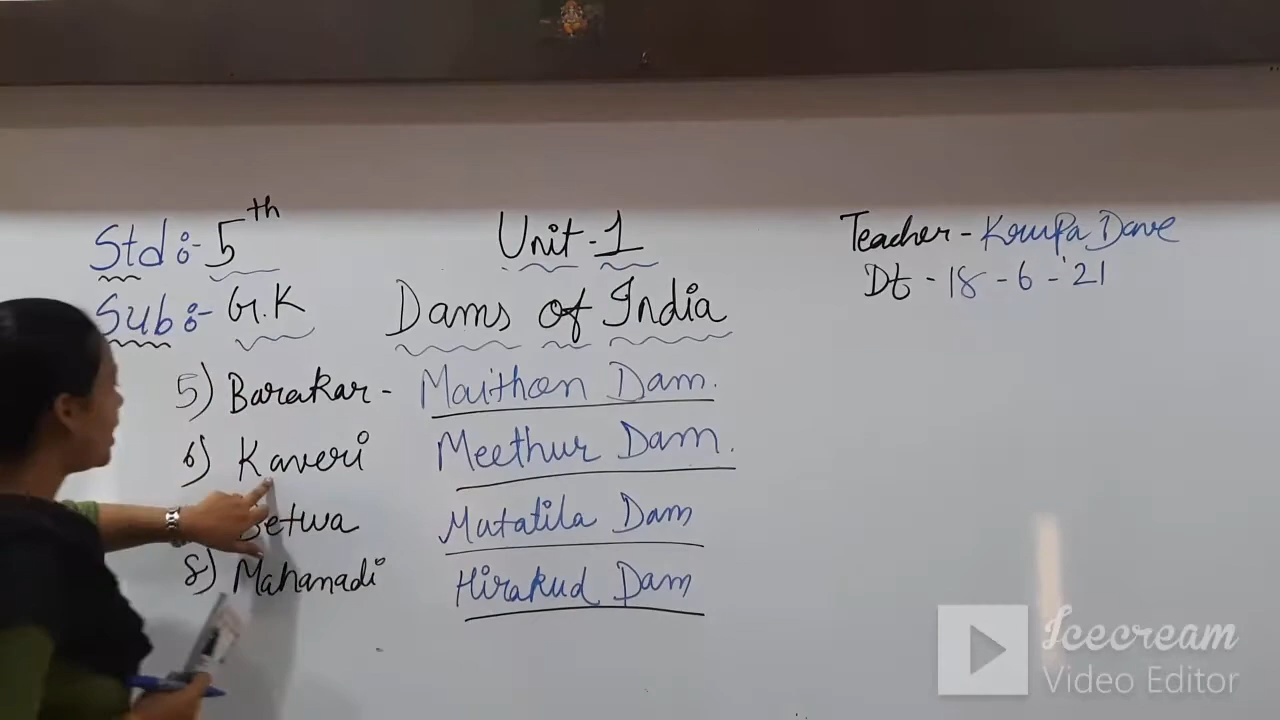 Std :- 5th
Unit - 1
Teacher - Krupa Dave
Dt - 18 - 6 - '21
Sub :- G.K
Dams of India
5) Barakar - Maithon Dam.
6) Kaveri Meethur Dam.
Betwa Matatila Dam
8) Mahanadi Hirakud Dam
Icecream
Video Editor